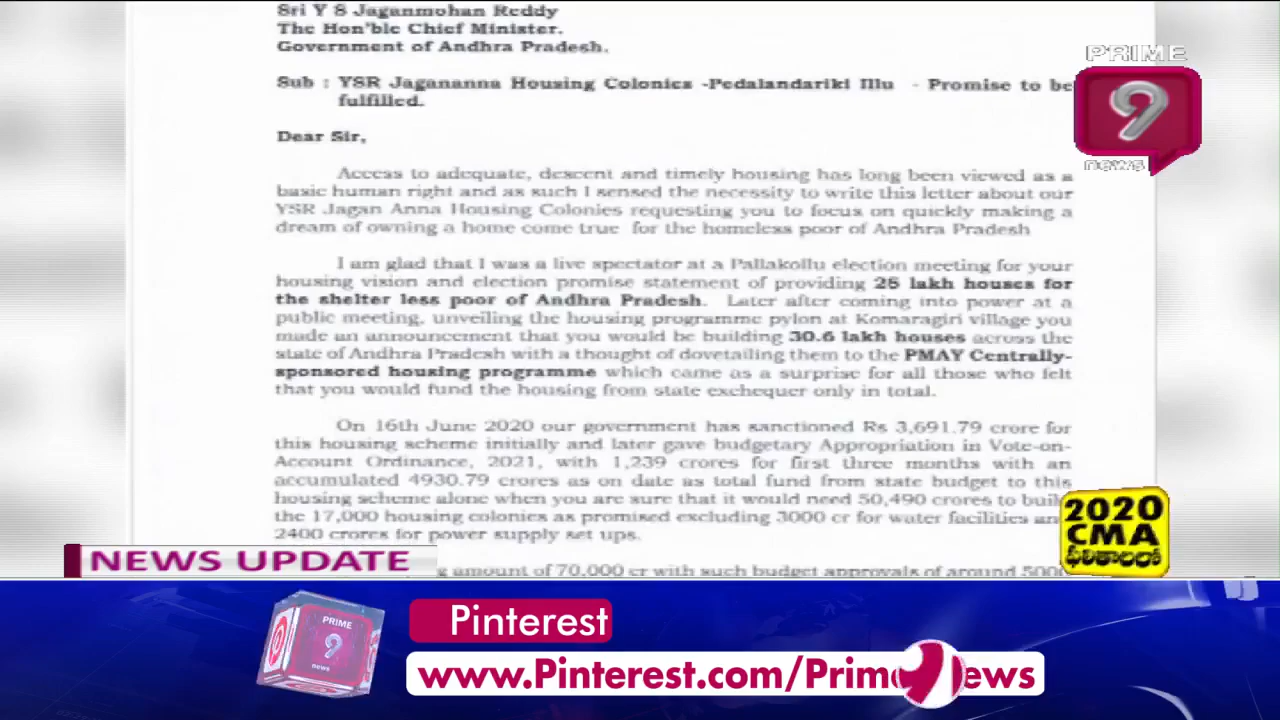 Sri Y S Jaganmohan Reddy
The Hon'ble Chief Minister.
Government of Andhra Pradesh.
Sub : YSR Jagananna Housing Colonies -Pedalandariki Illu - Promise to be
fulfilled.
Dear Sir,
Access to adequate, descent and timely housing has long been viewed as a
basic human right and as such I sensed the necessity to write this letter about our
YSR Jagan Anna Housing Colonies requesting you to focus on quickly making a
dream of owning a home come true for the homeless poor of Andhra Pradesh
I am glad that I was a live spectator at a Pallakollu election meeting for your
housing vision and election promise statement of providing 25 lakh houses for
the shelter less poor of Andhra Pradesh. Later after coming into power at a
public meeting, unveiling the housing programme pylon at Komaragiri village you
made an announcement that you would be building 30.6 lakh houses across the
state of Andhra Pradesh with a thought of dovetailing them to the PMAY Centrally-
sponsored housing programme which came as a surprise for all those who felt
that you would fund the housing from state exchequer only in total.
On 16th June 2020 our government has sanctioned Rs 3,691.79 crore for
this housing scheme initially and later gave budgetary Appropriation in Vote-on-
Account Ordinance, 2021, with 1,239 crores for first three months with an
accumulated 4930.79 crores as on date as total fund from state budget to this
housing scheme alone when you are sure that it would need 50,490 crores to build
the 17,000 housing colonies as promised excluding 3000 cr for water facilities an
2400 crores for power supply set ups.
amount of 70,000 cr with such budget approvals of around 5000
PRIME
9
news
2020
CMA
ఫలితాలలో
NEWS UPDATE
PRIME
9
news
Pinterest
www.Pinterest.com/Prime9News